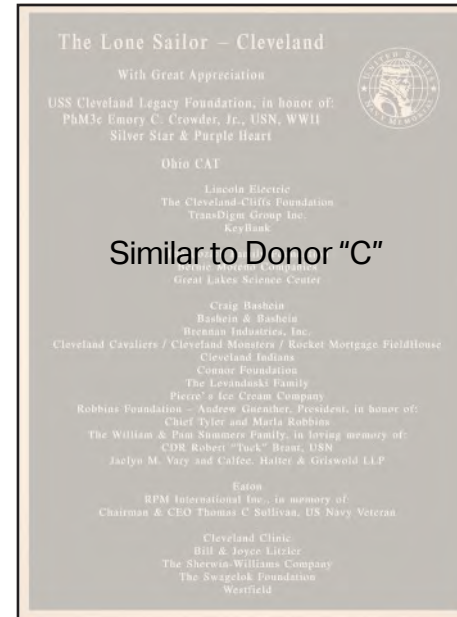 The Lone Sailor – Cleveland
UNITED STATES
NAVY MEMORIAL
With Great Appreciation
USS Cleveland Legacy Foundation, in honor of:
PhM3c Emory C. Crowder, Jr., USN, WWII
Silver Star & Purple Heart
Ohio CAT
Lincoln Electric
The Cleveland-Cliffs Foundation
TransDigm Group Inc.
KeyBank
Similar to Donor “C”
Bernie Moreno Companies
Great Lakes Science Center
Craig Bashein
Bashein & Bashein
Brennan Industries, Inc.
Cleveland Cavaliers / Cleveland Monsters / Rocket Mortgage FieldHouse
Cleveland Indians
Connor Foundation
The Levanduski Family
Pierre's Ice Cream Company
Robbins Foundation – Andrew Guenther, President, in honor of:
Chief Tyler and Marla Robbins
The William & Pam Summers Family, in loving memory of:
CDR Robert "Tuck" Brant, USN
Jaclyn M. Vary and Calfee, Halter & Griswold LLP
Eaton
RPM International Inc., in memory of
Chairman & CEO Thomas C Sullivan, US Navy Veteran
Cleveland Clinic
Bill & Joyce Litzler
The Sherwin-Williams Company
The Swagelok Foundation
Westfield